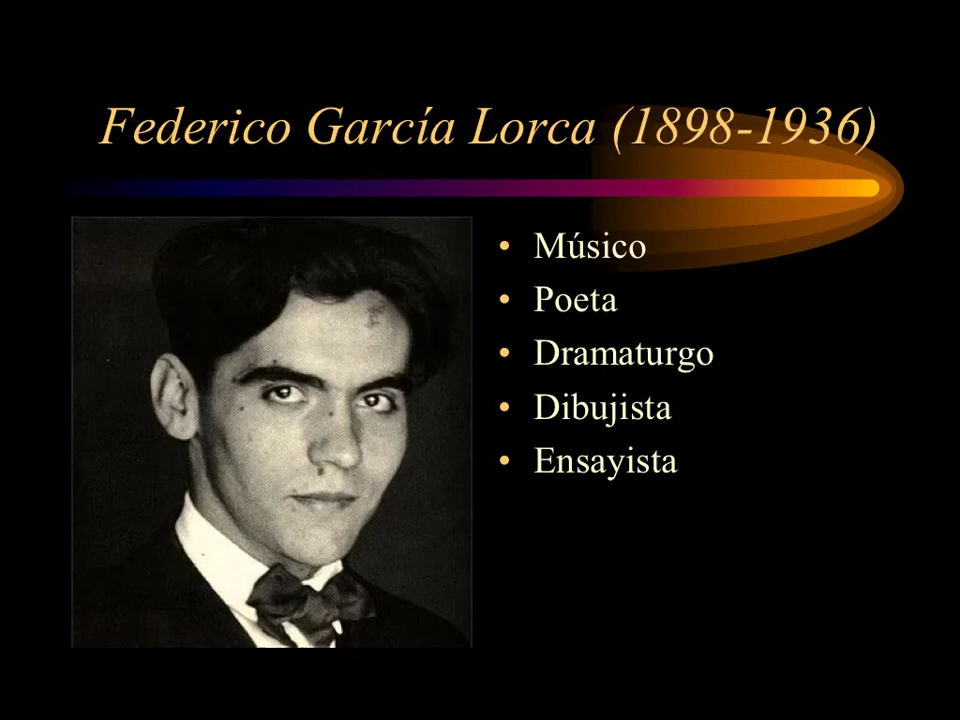 Federico García Lorca (1898-1936)
• Músico
• Poeta
• Dramaturgo
• Dibujista
• Ensayista